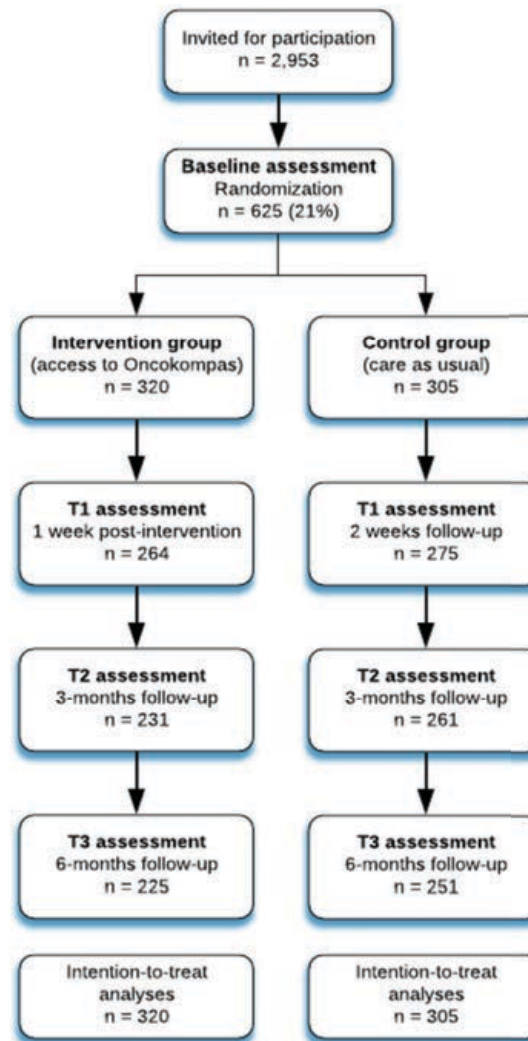 Invited for participation
n = 2,953
Baseline assessment
Randomization
n = 625 (21%)
Intervention group
(access to Oncokompas)
n = 320
Control group
(care as usual)
n = 305
T1 assessment
1 week post-intervention
n = 264
T1 assessment
2 weeks follow-up
n = 275
T2 assessment
3-months follow-up
n = 231
T2 assessment
3-months follow-up
n = 261
T3 assessment
6-months follow-up
n = 225
T3 assessment
6-months follow-up
n = 251
Intention-to-treat
analyses
n = 320
Intention-to-treat
analyses
n = 305